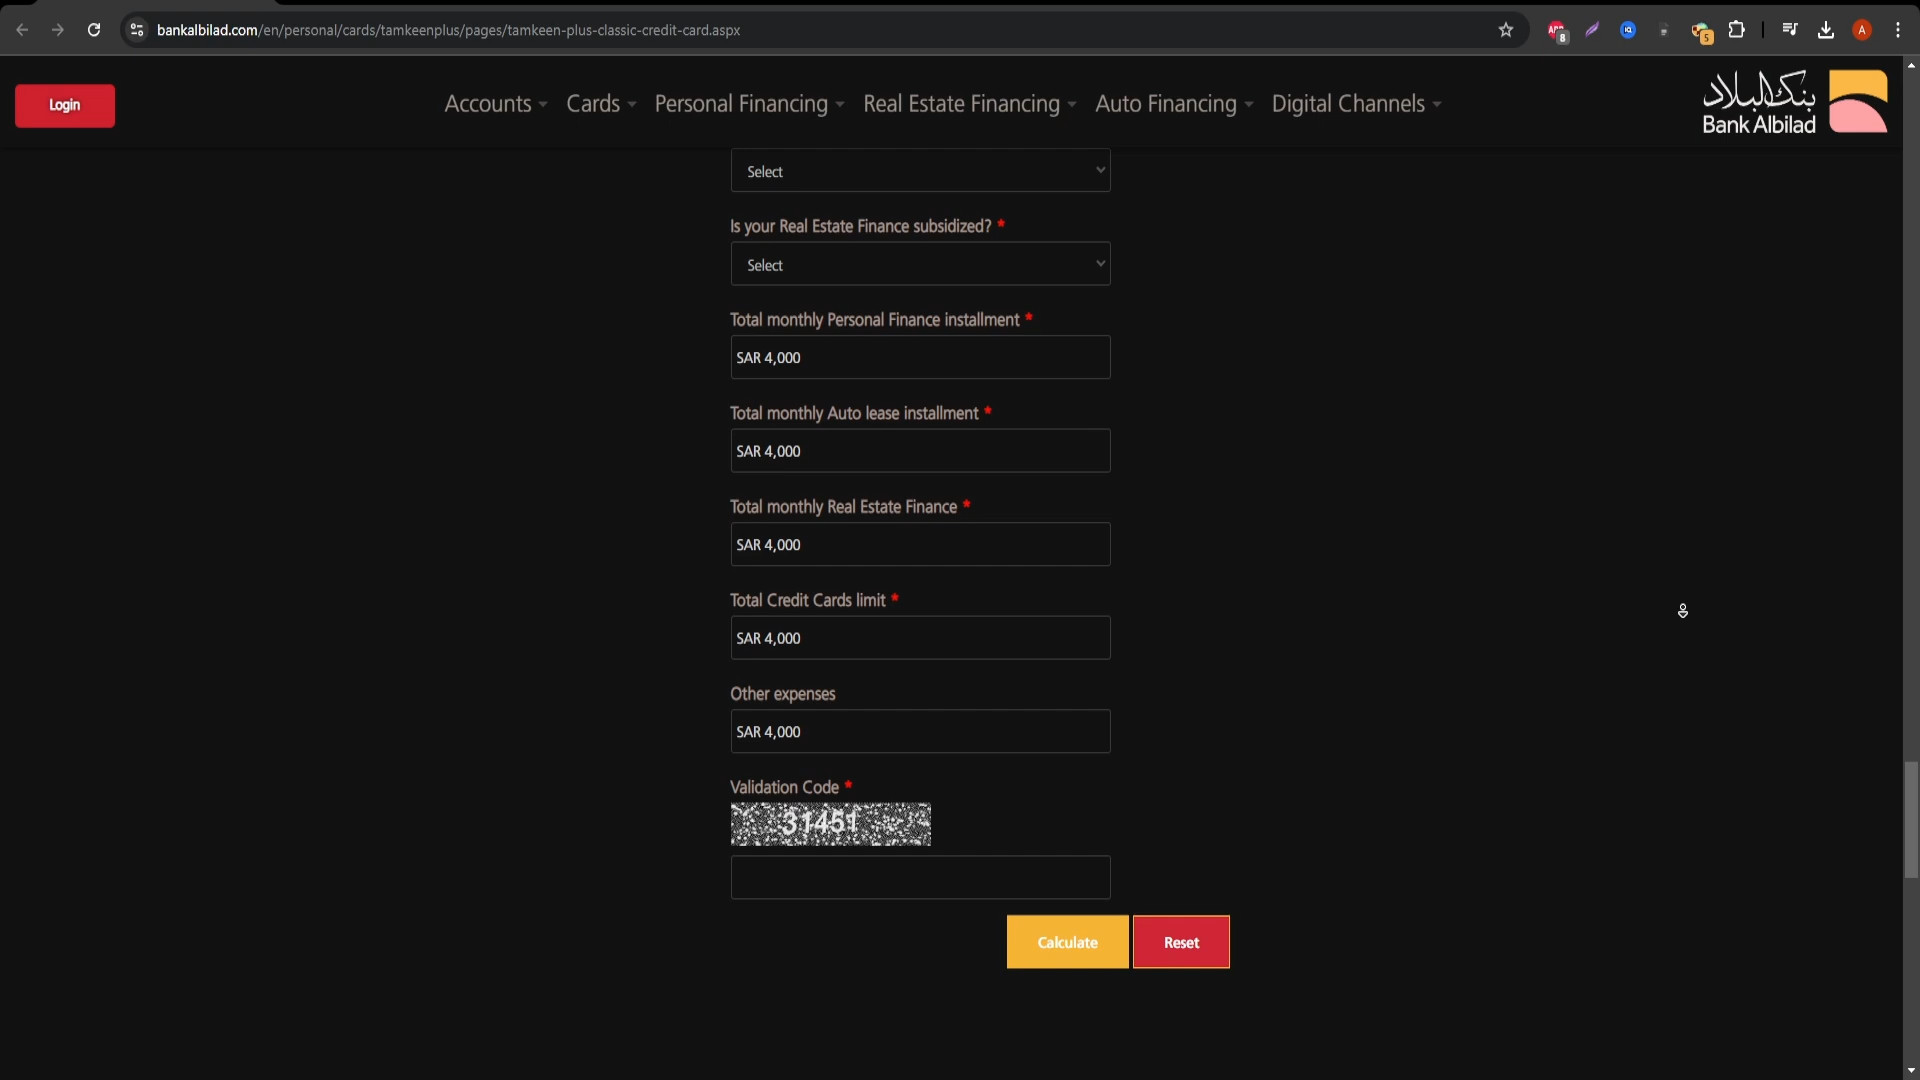 bankalbilad.com/en/personal/cards/tamkeenplus/pages/tamkeen-plus-classic-credit-card.aspx
ABP
8
IQ
5
A
Login
Accounts
Cards
Personal Financing
Real Estate Financing
Auto Financing
Digital Channels
بنك البلاد
Bank Albilad
Select
Is your Real Estate Finance subsidized? *
Select
Total monthly Personal Finance installment *
SAR 4,000
Total monthly Auto lease installment *
SAR 4,000
Total monthly Real Estate Finance *
SAR 4,000
Total Credit Cards limit *
SAR 4,000
Other expenses
SAR 4,000
Validation Code *
31451
Calculate
Reset